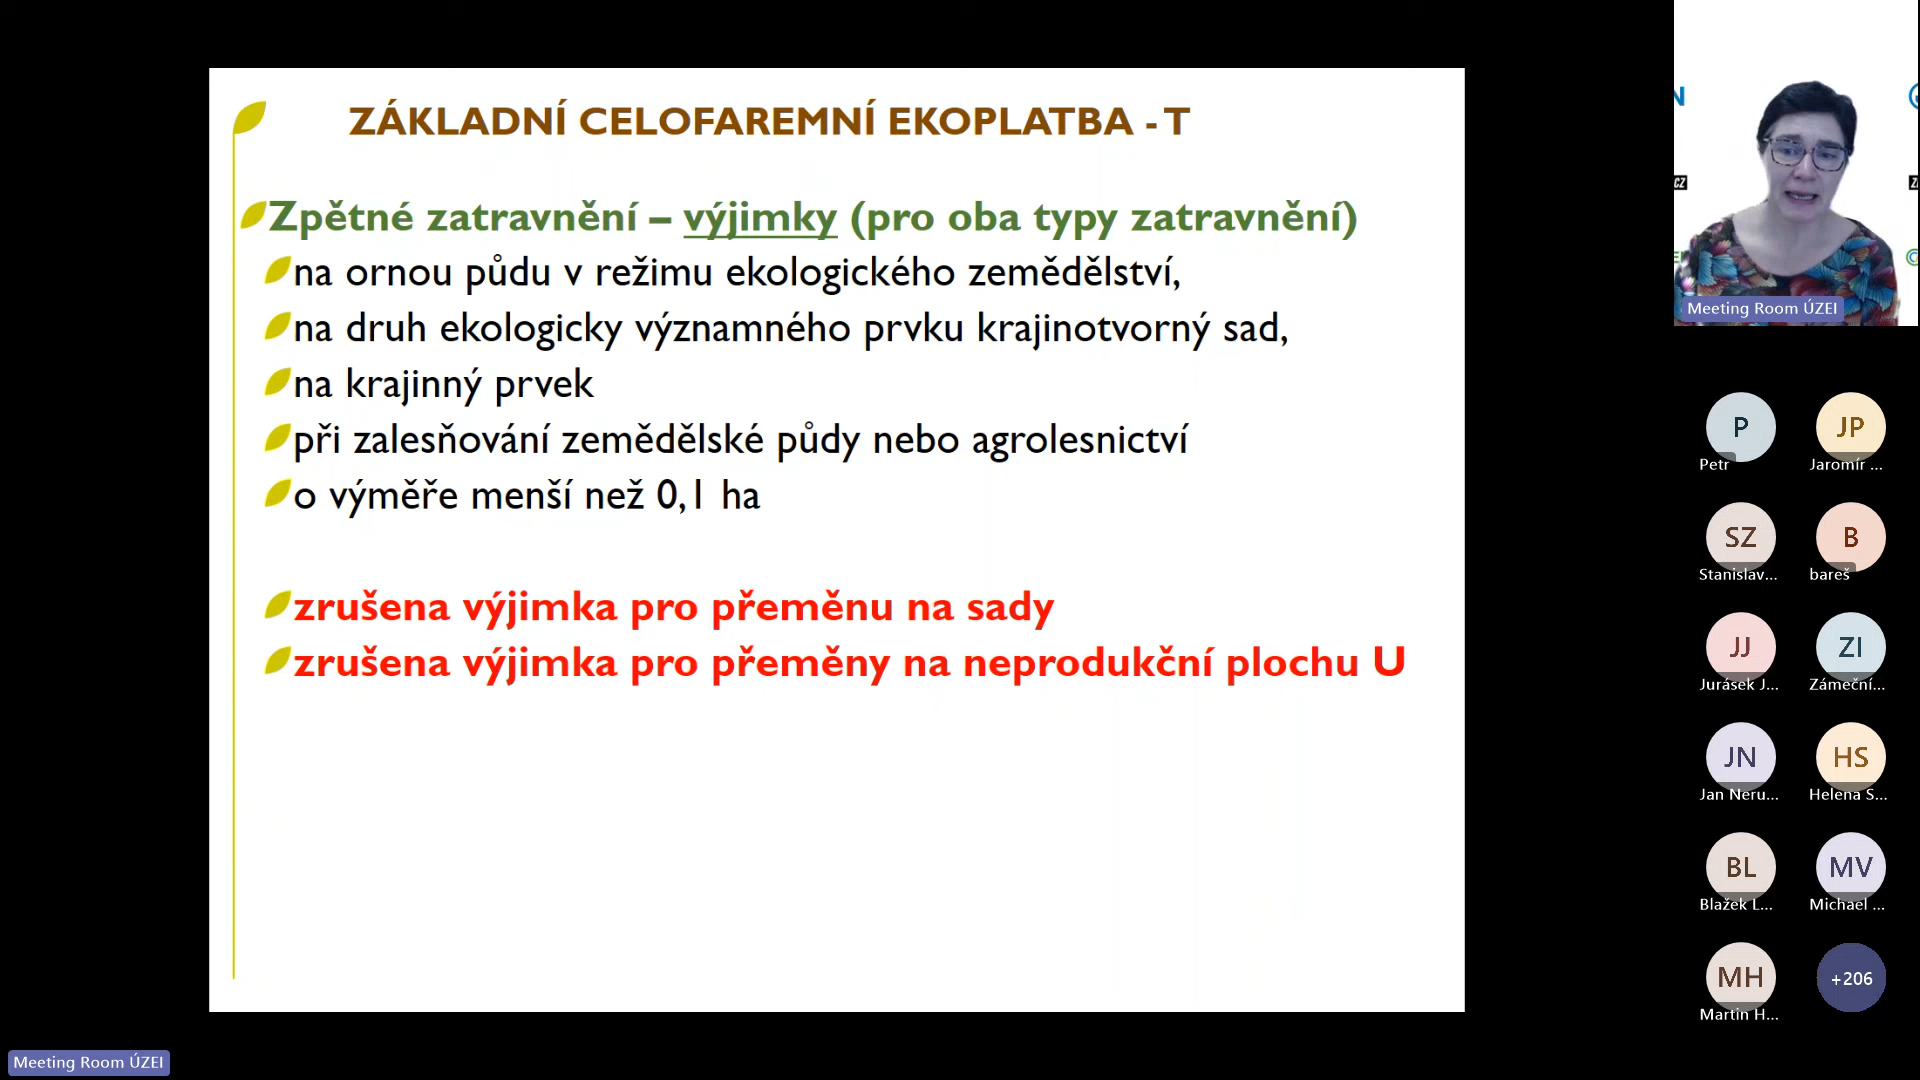 ZÁKLADNÍ CELOFAREMNÍ EKOPLATBA - T
Zpětné zatravnění – výjimky (pro oba typy zatravnění)
na ornou půdu v režimu ekologického zemědělství,
na druh ekologicky významného prvku krajinotvorný sad,
na krajinný prvek
při zalesňování zemědělské půdy nebo agrolesnictví
o výměře menší než 0,1 ha
zrušena výjimka pro přeměnu na sady
zrušena výjimka pro přeměny na neprodukční plochu U
Meeting Room ÚZEI
P
Petr
JP
Jaromír ...
SZ
Stanislav...
B
bareš
JJ
Jurásek J...
ZI
Zámeční...
JN
Jan Neru...
HS
Helena S...
BL
Blažek L...
MV
Michael ...
MH
Martin H...
+206
Meeting Room ÚZEI